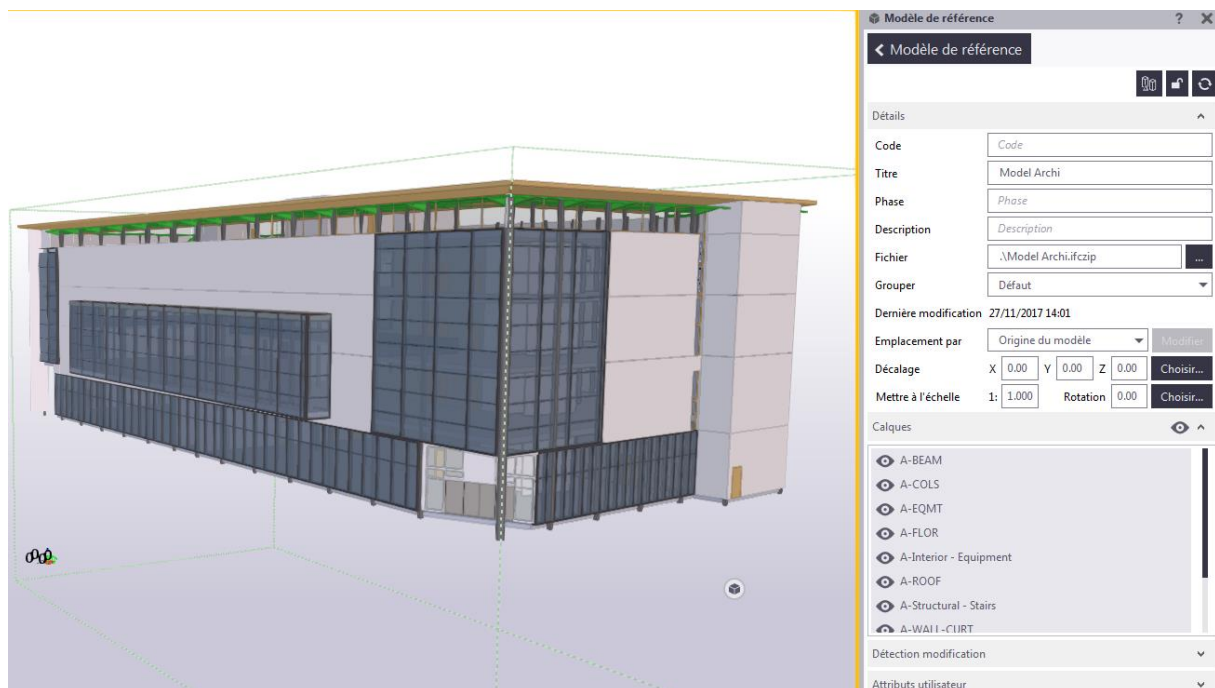 Modèle de référence ?
Modèle de référence
Détails
Code Code
Titre Model Archi
Phase Phase
Description Description
Fichier .\Model Archi.ifczip ...
Grouper Défaut
Dernière modification 27/11/2017 14:01
Emplacement par Origine du modèle Modifier
Décalage X 0.00 Y 0.00 Z 0.00 Choisir...
Mettre à l'échelle 1: 1.000 Rotation 0.00 Choisir...
Calques
A-BEAM
A-COLS
A-EQMT
A-FLOR
A-Interior - Equipment
A-ROOF
A-Structural - Stairs
A-WALL-CURT
Détection modification
Attributs utilisateur